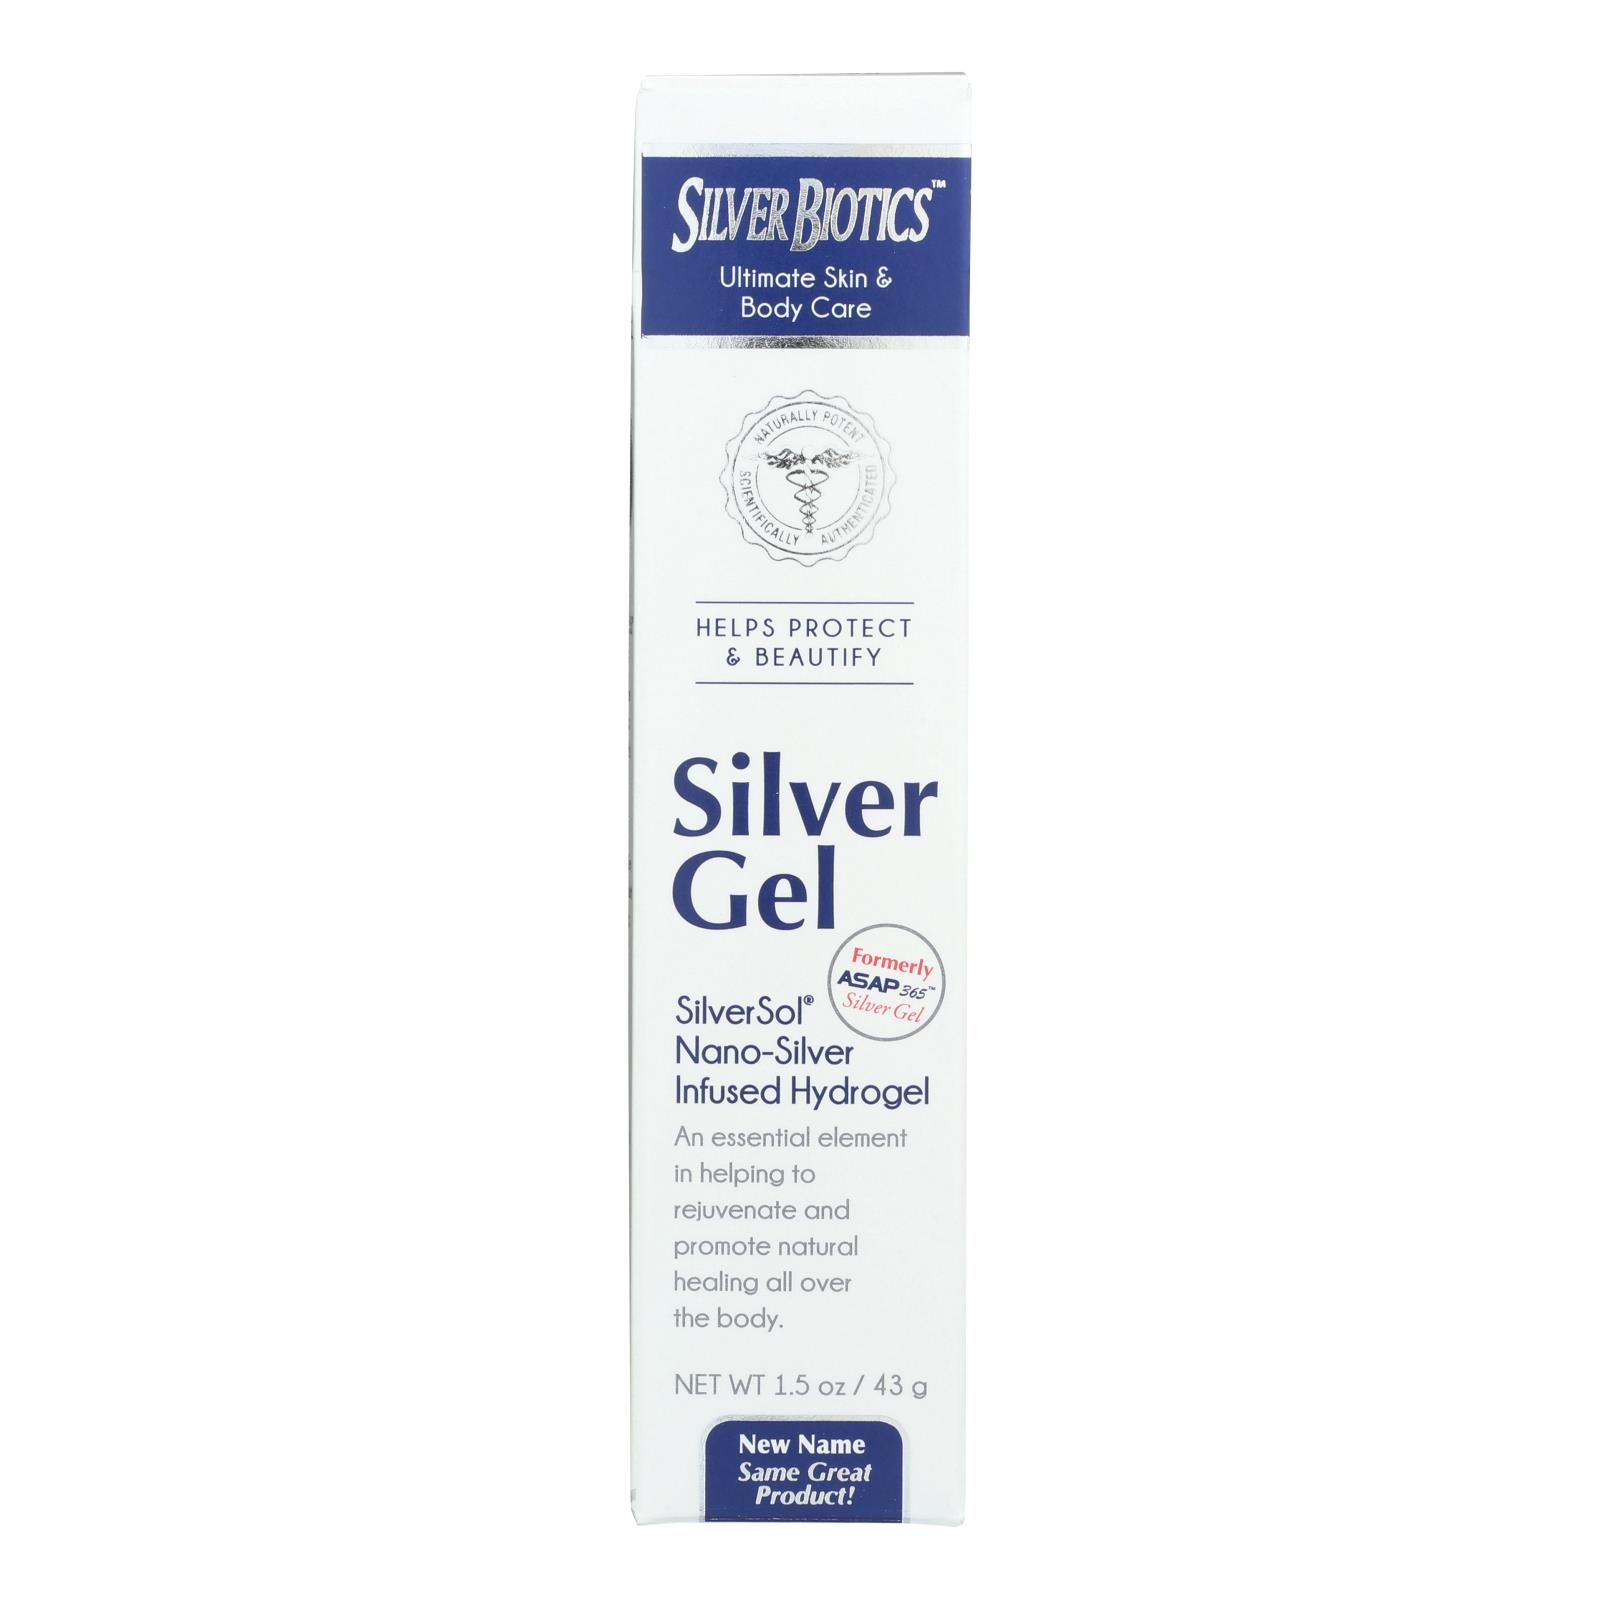 SILVER BIOTICS™
Ultimate Skin &
Body Care
NATURALLY POTENT
SCIENTIFICALLY AUTHENTICATED
HELPS PROTECT
& BEAUTIFY
Silver
Gel
Formerly
ASAP 365™
Silver Gel
SilverSol®
Nano-Silver
Infused Hydrogel
An essential element
in helping to
rejuvenate and
promote natural
healing all over
the body.
NET WT 1.5 oz / 43 g
New Name
Same Great
Product!